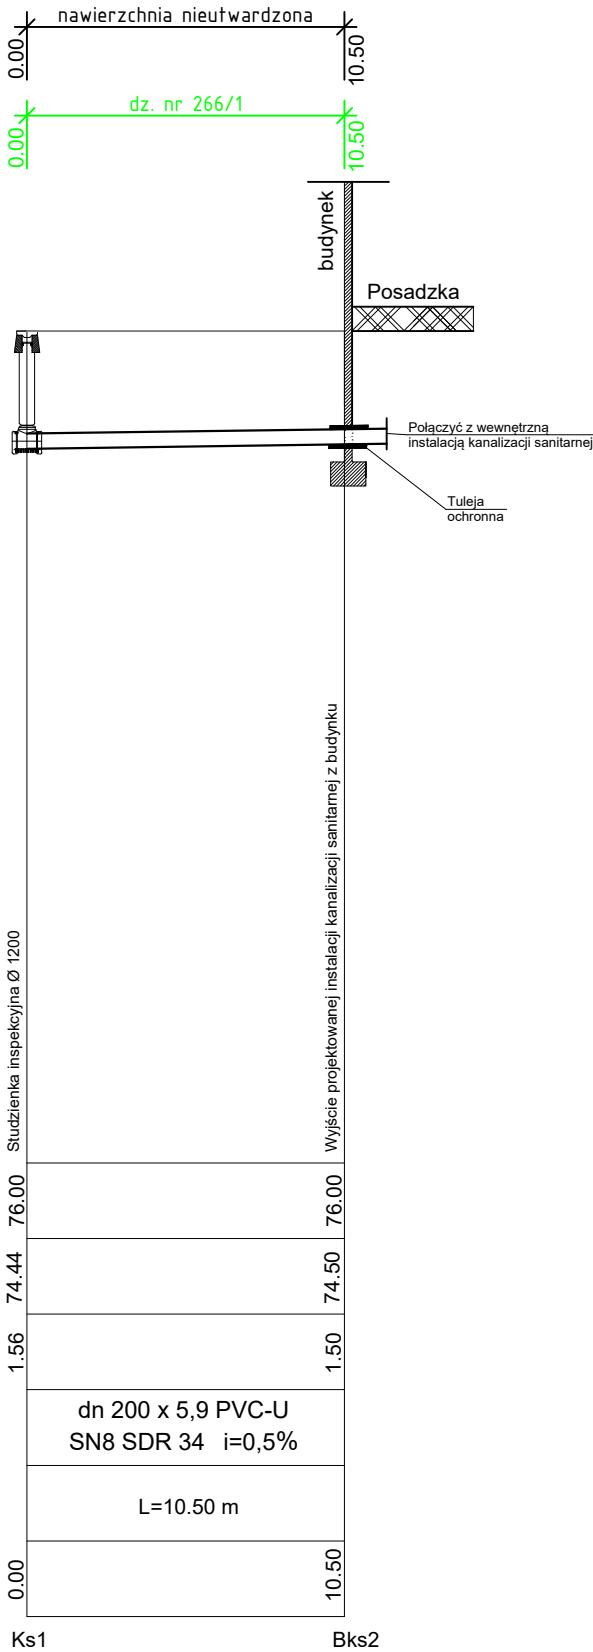 nawierzchnia nieutwardzona
0.00
10.50
dz. nr 266/1
0.00
10.50
budynek
Posadzka
Połączyć z wewnętrzną
instalacją kanalizacji sanitarnej
Tuleja
ochronna
Studzienka inspekcyjna Ø 1200
Wyjście projektowanej instalacji kanalizacji sanitarnej z budynku
76.00
76.00
74.44
74.50
1.56
1.50
dn 200 x 5,9 PVC-U
SN8 SDR 34 i=0,5%
L=10.50 m
0.00
10.50
Ks1
Bks2